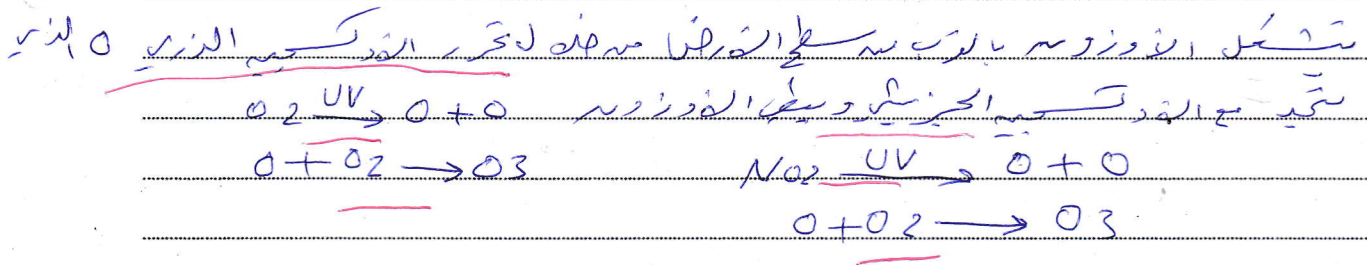 يتشكل الأوزون بالقرب من سطح الأرض من خلال تحرر الأوكسجين الذري O الذي
يتحد مع الأوكسجين الجزيئي ويعطي الأوزون O2 UV→ O+O
O+O2 → O3 NO2 UV→ O+O
O+O2 → O3